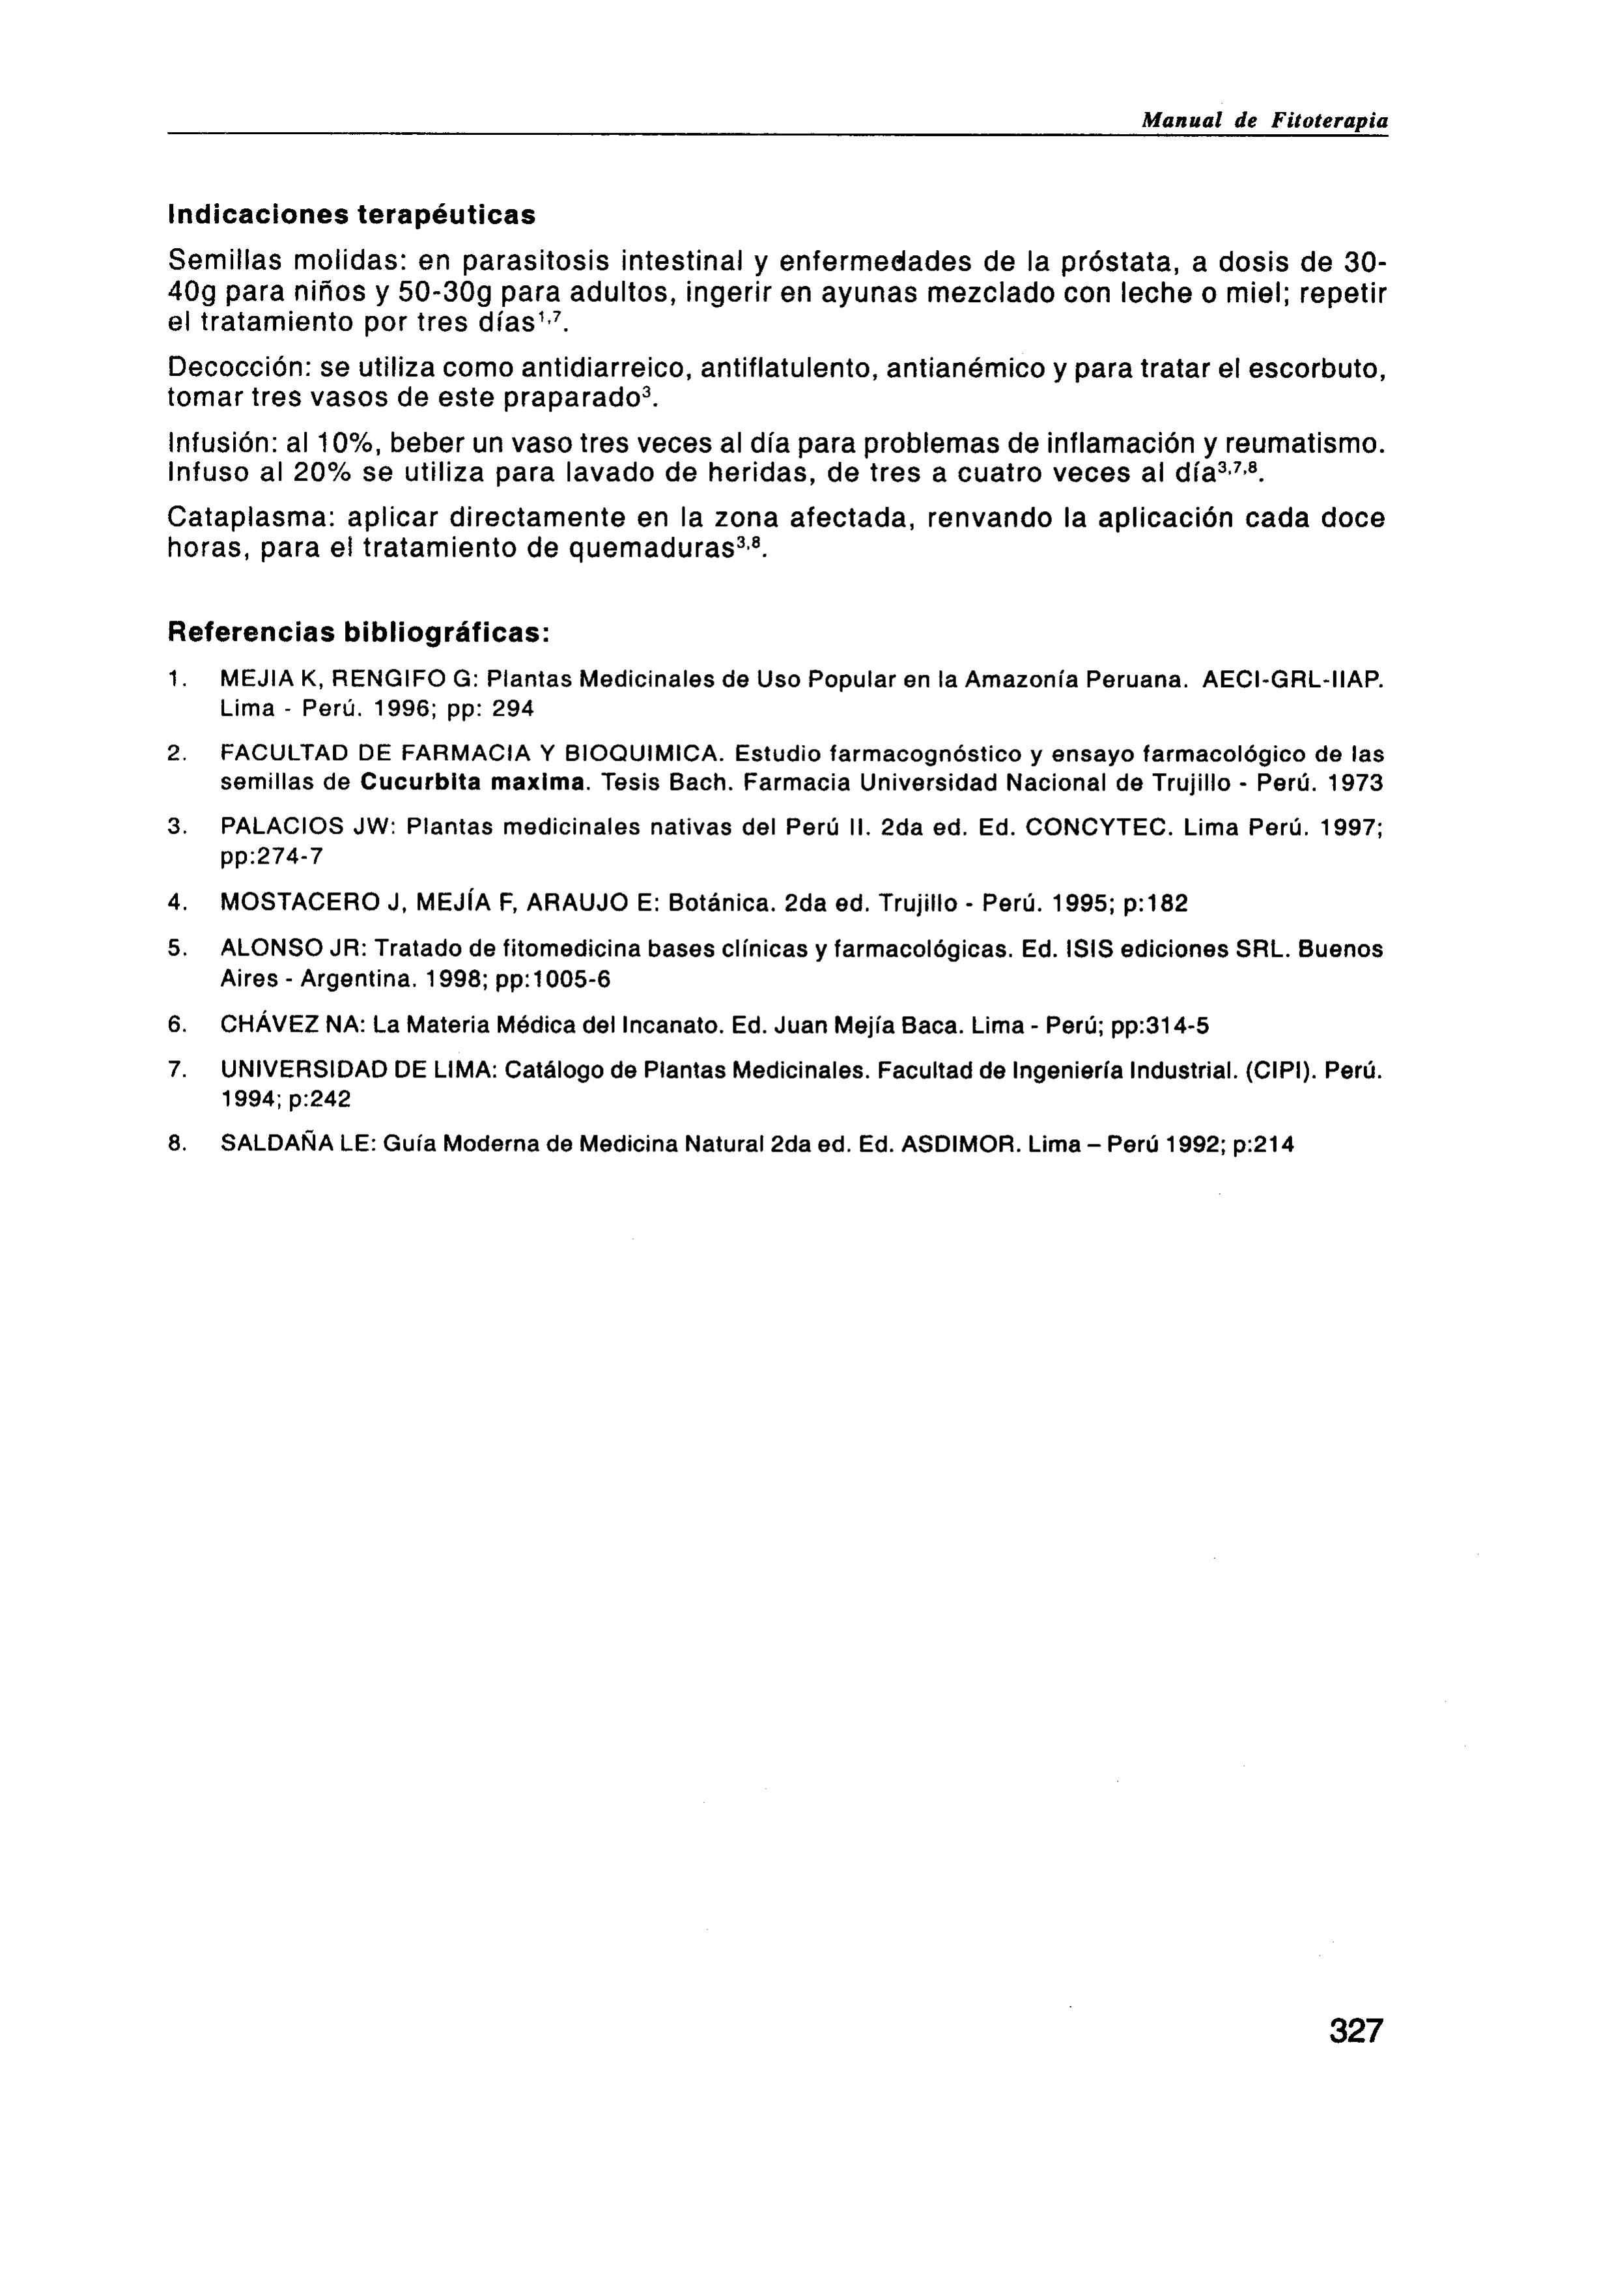 Manual de Fitoterapia
Indicaciones terapéuticas
Semillas molidas: en parasitosis intestinal y enfermedades de la próstata, a dosis de 30-
40g para niños y 50-30g para adultos, ingerir en ayunas mezclado con leche o miel; repetir
el tratamiento por tres días¹,⁷.
Decocción: se utiliza como antidiarreico, antiflatulento, antianémico y para tratar el escorbuto,
tomar tres vasos de este praparado³.
Infusión: al 10%, beber un vaso tres veces al día para problemas de inflamación y reumatismo.
Infuso al 20% se utiliza para lavado de heridas, de tres a cuatro veces al día³,⁷,⁸.
Cataplasma: aplicar directamente en la zona afectada, renvando la aplicación cada doce
horas, para el tratamiento de quemaduras³,⁸.
Referencias bibliográficas:
1. MEJIA K, RENGIFO G: Plantas Medicinales de Uso Popular en la Amazonía Peruana. AECI-GRL-IIAP.
Lima - Perú. 1996; pp: 294
2. FACULTAD DE FARMACIA Y BIOQUIMICA. Estudio farmacognóstico y ensayo farmacológico de las
semillas de Cucurbita maxima. Tesis Bach. Farmacia Universidad Nacional de Trujillo - Perú. 1973
3. PALACIOS JW: Plantas medicinales nativas del Perú II. 2da ed. Ed. CONCYTEC. Lima Perú. 1997;
pp:274-7
4. MOSTACERO J, MEJÍA F, ARAUJO E: Botánica. 2da ed. Trujillo - Perú. 1995; p:182
5. ALONSO JR: Tratado de fitomedicina bases clínicas y farmacológicas. Ed. ISIS ediciones SRL. Buenos
Aires - Argentina. 1998; pp:1005-6
6. CHÁVEZ NA: La Materia Médica del Incanato. Ed. Juan Mejía Baca. Lima - Perú; pp:314-5
7. UNIVERSIDAD DE LIMA: Catálogo de Plantas Medicinales. Facultad de Ingeniería Industrial. (CIPI). Perú.
1994; p:242
8. SALDAÑA LE: Guía Moderna de Medicina Natural 2da ed. Ed. ASDIMOR. Lima – Perú 1992; p:214
327